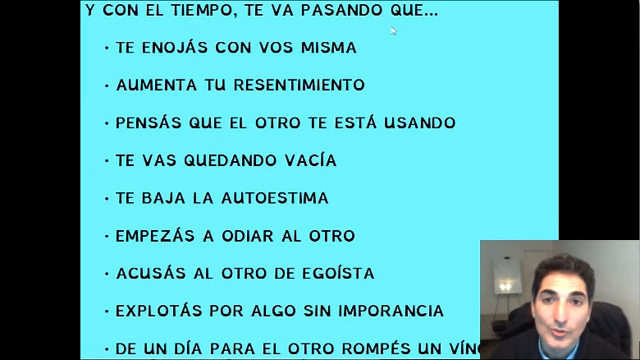 Y CON EL TIEMPO, TE VA PASANDO QUE...
• TE ENOJÁS CON VOS MISMA
• AUMENTA TU RESENTIMIENTO
• PENSÁS QUE EL OTRO TE ESTÁ USANDO
• TE VAS QUEDANDO VACÍA
• TE BAJA LA AUTOESTIMA
• EMPEZÁS A ODIAR AL OTRO
• ACUSÁS AL OTRO DE EGOÍSTA
• EXPLOTÁS POR ALGO SIN IMPORANCIA
• DE UN DÍA PARA EL OTRO ROMPÉS UN